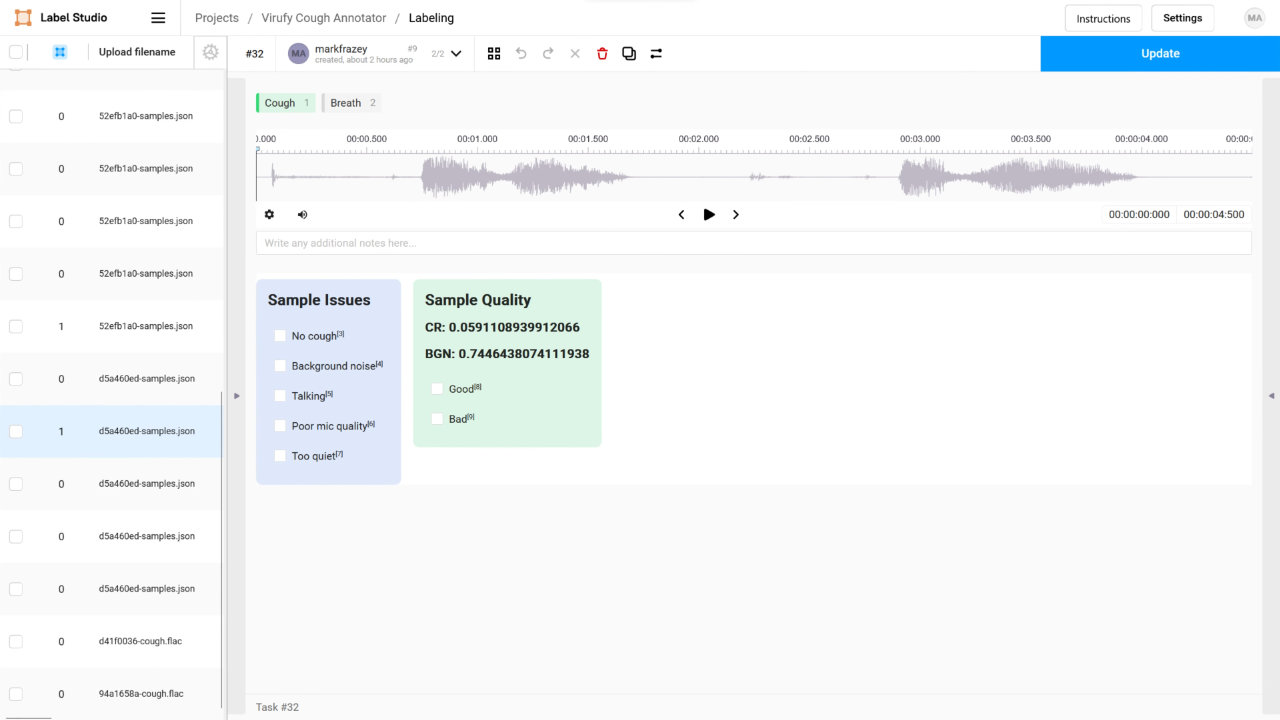 Label Studio
Projects / Virufy Cough Annotator / Labeling
Instructions
Settings
MA
Upload filename
#32
MA
markfrazey
#9
created, about 2 hours ago
2/2
Update
0 52efb1a0-samples.json
0 52efb1a0-samples.json
0 52efb1a0-samples.json
0 52efb1a0-samples.json
1 52efb1a0-samples.json
0 d5a460ed-samples.json
1 d5a460ed-samples.json
0 d5a460ed-samples.json
0 d5a460ed-samples.json
0 d5a460ed-samples.json
0 d41f0036-cough.flac
0 94a1658a-cough.flac
Cough 1
Breath 2
0.000 00:00.500 00:01.000 00:01.500 00:02.000 00:02.500 00:03.000 00:03.500 00:04.000 00:0
00:00:00:000 00:00:04:500
Write any additional notes here...
Sample Issues
No cough[3]
Background noise[4]
Talking[5]
Poor mic quality[6]
Too quiet[7]
Sample Quality
CR: 0.0591108939912066
BGN: 0.7446438074111938
Good[8]
Bad[9]
Task #32